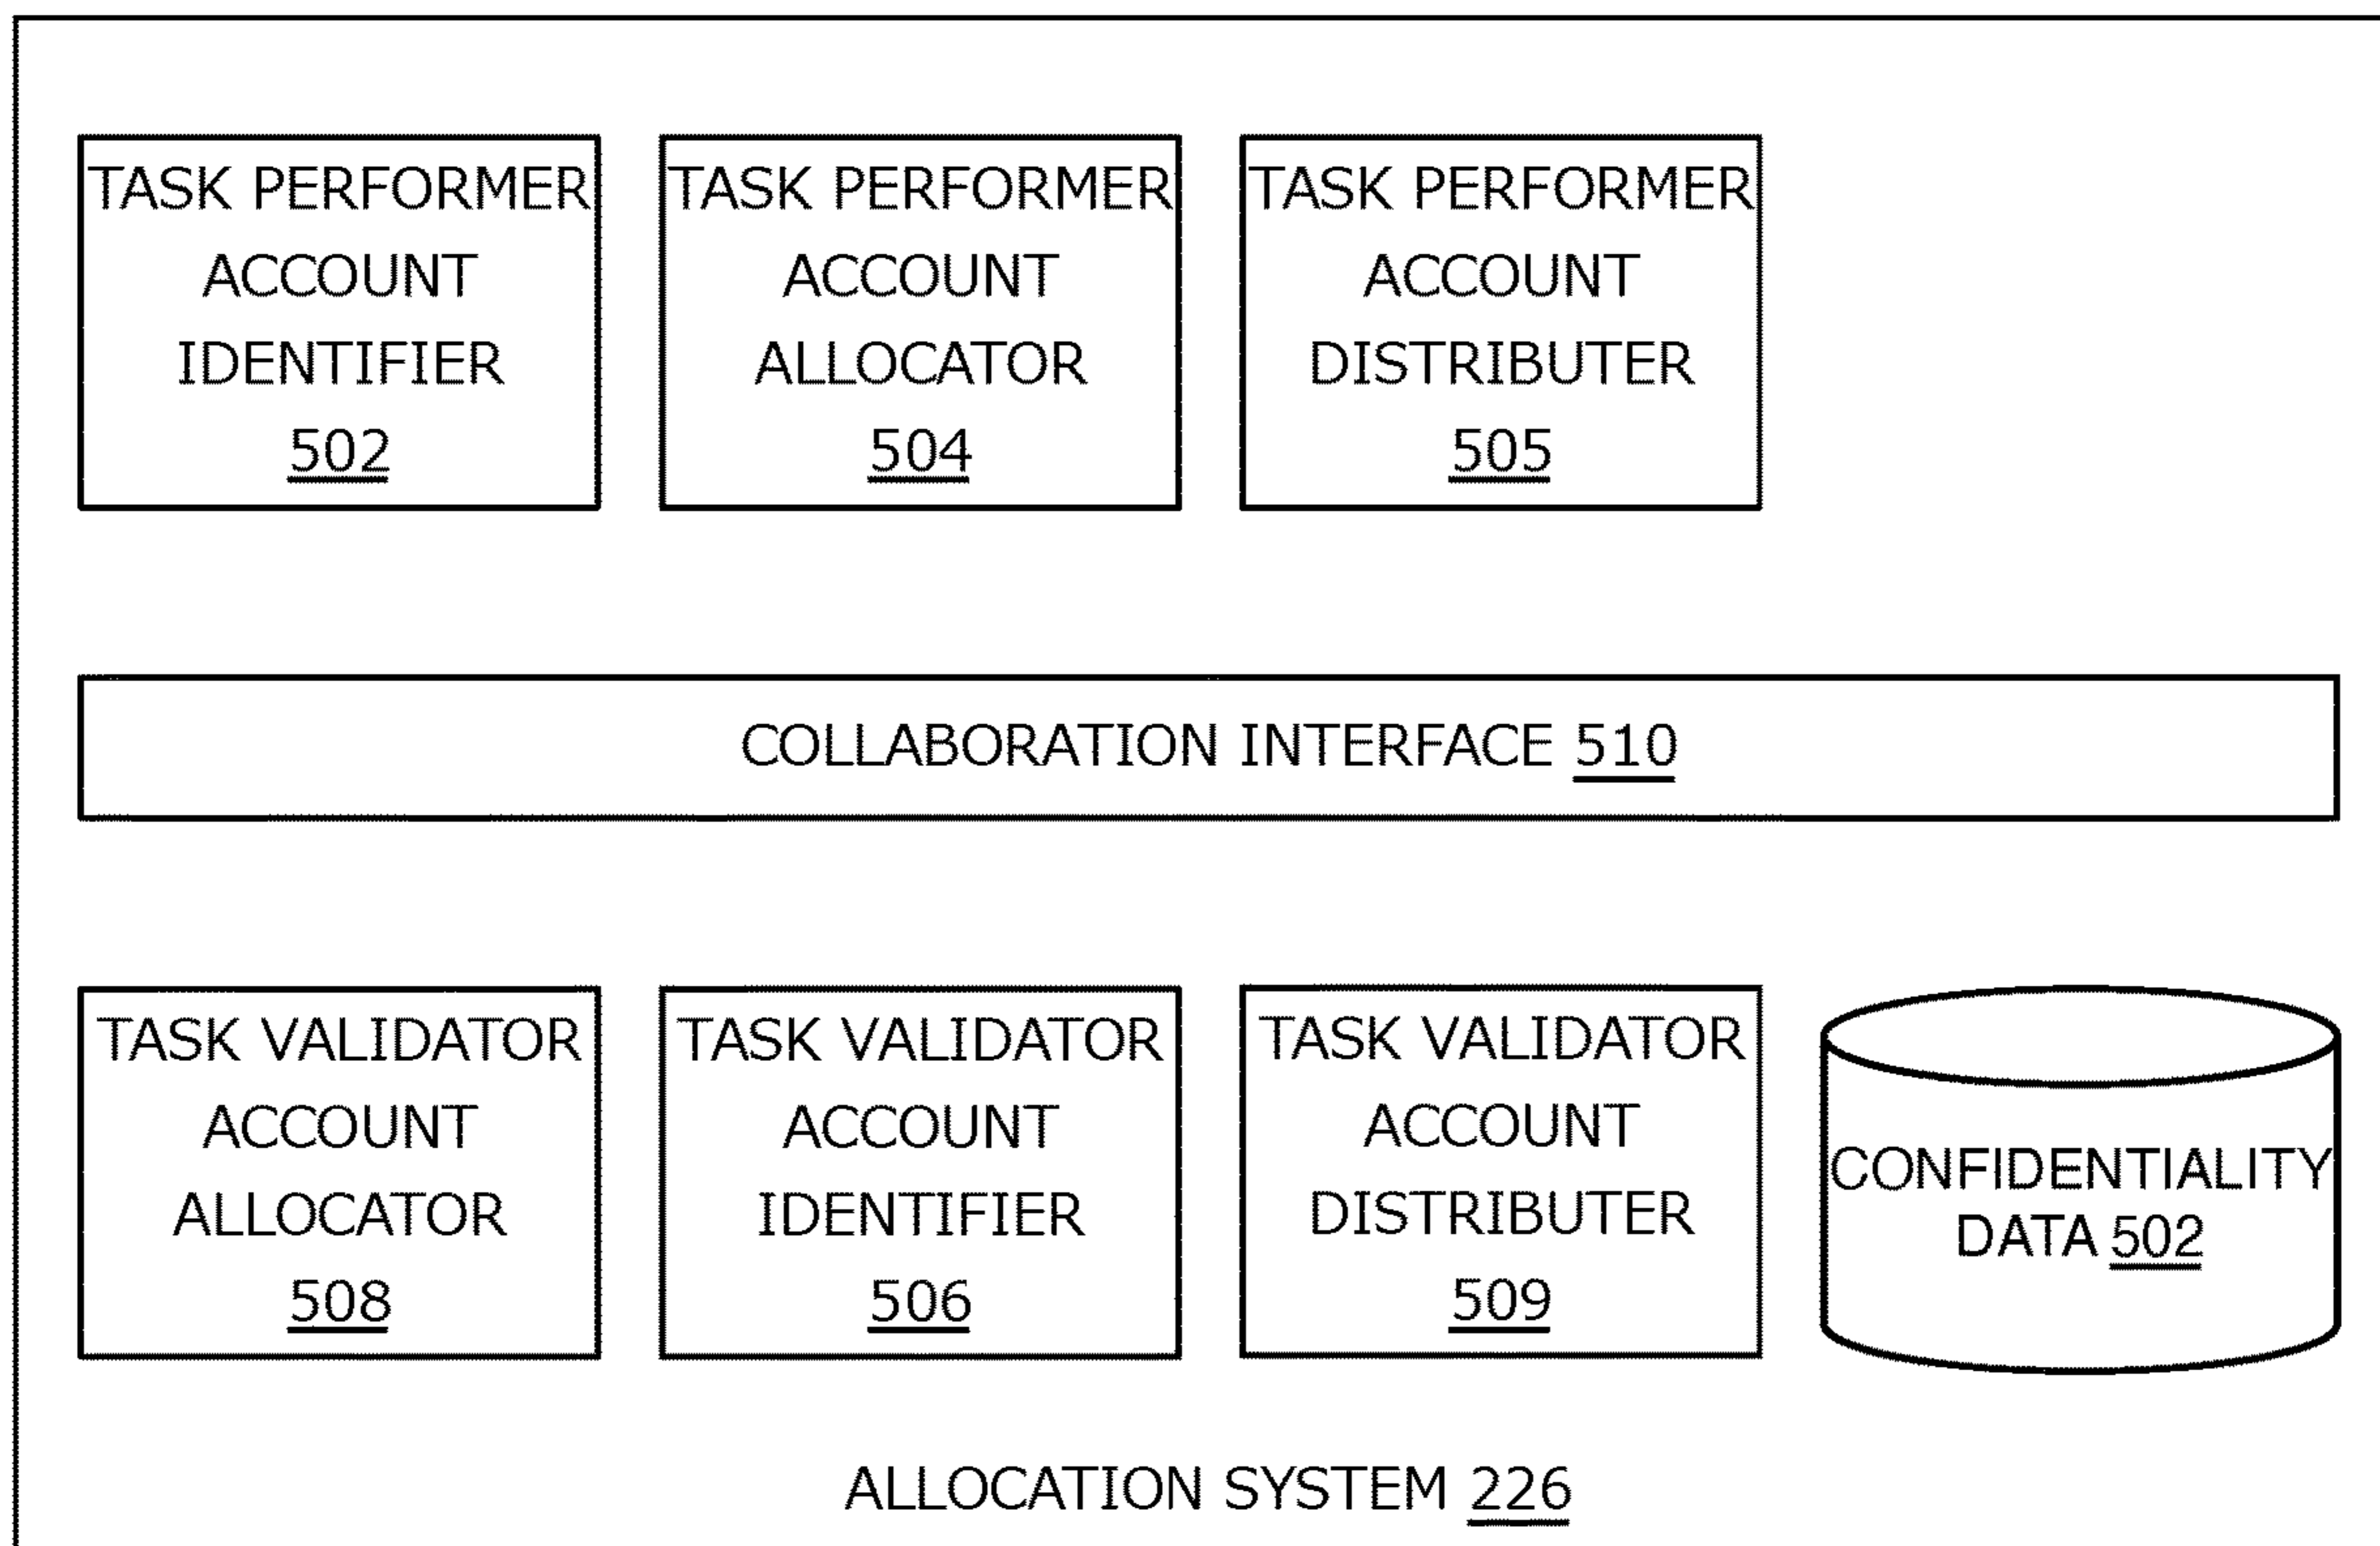 TASK PERFORMER
ACCOUNT
IDENTIFIER
502
TASK PERFORMER
ACCOUNT
ALLOCATOR
504
TASK PERFORMER
ACCOUNT
DISTRIBUTER
505
COLLABORATION INTERFACE 510
TASK VALIDATOR
ACCOUNT
ALLOCATOR
508
TASK VALIDATOR
ACCOUNT
IDENTIFIER
506
TASK VALIDATOR
ACCOUNT
DISTRIBUTER
509
CONFIDENTIALITY
DATA 502
ALLOCATION SYSTEM 226